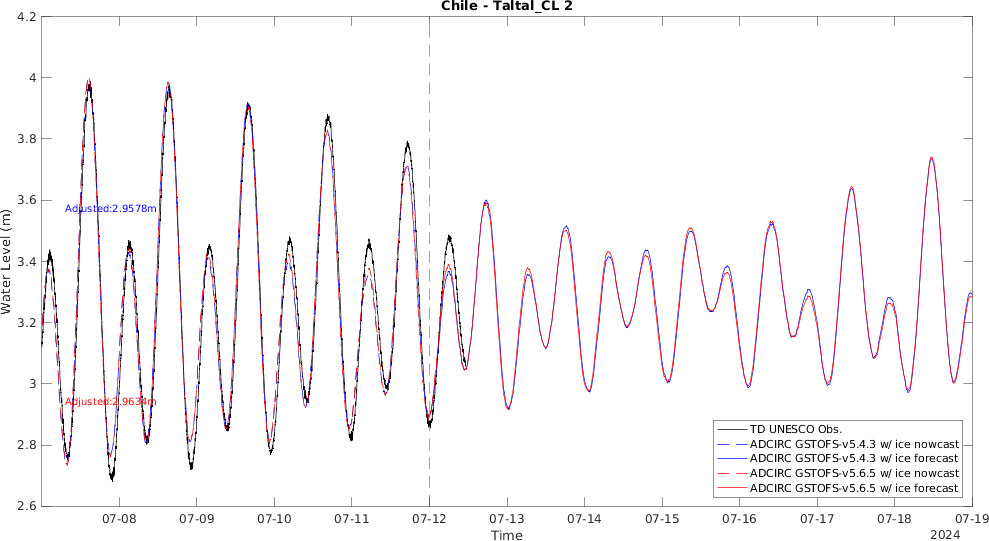 Chile - Taltal_CL 2
4.2
4
3.8
3.6
3.4
3.2
3
2.8
2.6
Water Level (m)
Adjusted:2.9578m
Adjusted:2.9634m
TD UNESCO Obs.
ADCIRC GSTOFS-v5.4.3 w/ ice nowcast
ADCIRC GSTOFS-v5.4.3 w/ ice forecast
ADCIRC GSTOFS-v5.6.5 w/ ice nowcast
ADCIRC GSTOFS-v5.6.5 w/ ice forecast
07-08 07-09 07-10 07-11 07-12 07-13 07-14 07-15 07-16 07-17 07-18 07-19
Time
2024